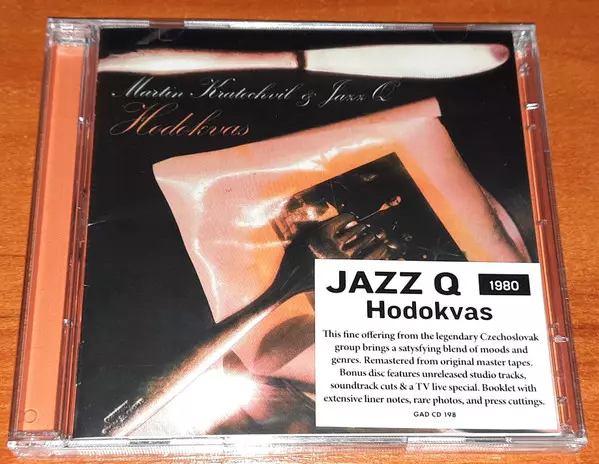 Martin Kratochvíl & Jazz Q
Hodokvas
JAZZ Q 1980
Hodokvas
This fine offering from the legendary Czechoslovak
group brings a satysfying blend of moods and
genres. Remastered from original master tapes.
Bonus disc features unreleased studio tracks,
soundtrack cuts & a TV live special. Booklet with
extensive liner notes, rare photos, and press cuttings.
GAD CD 198